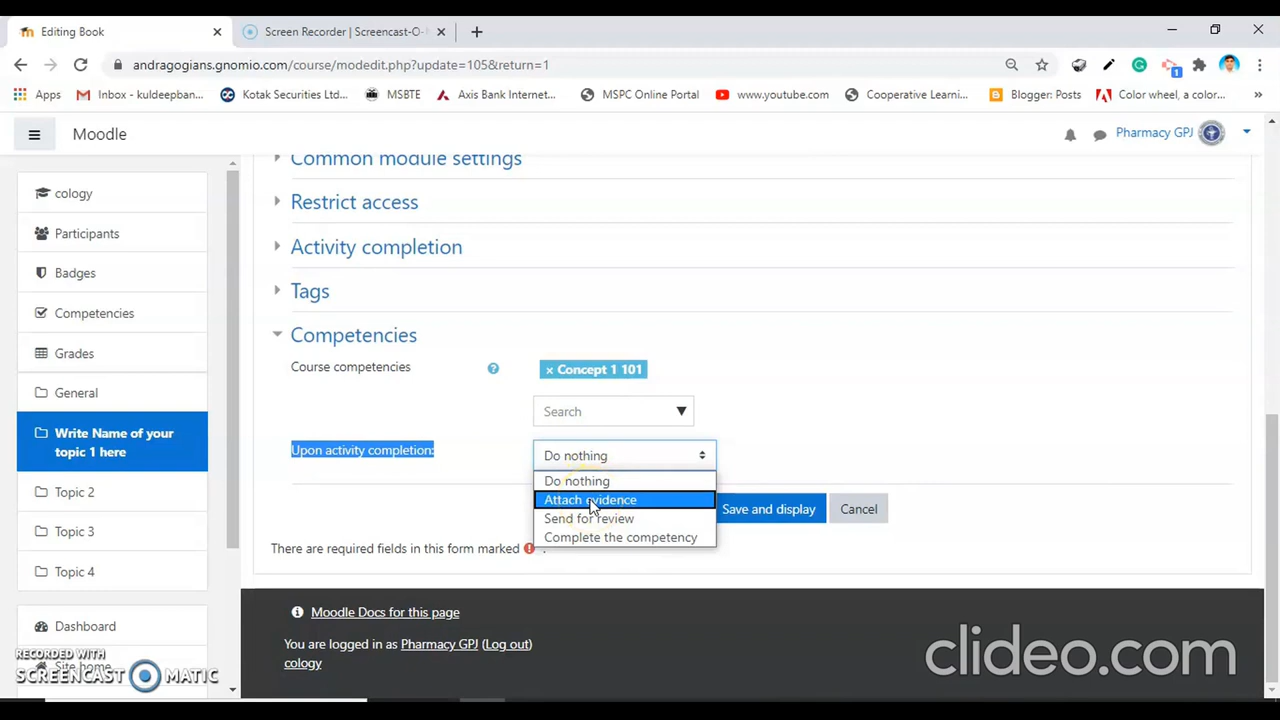 Editing Book
Screen Recorder | Screencast-O-
andragogians.gnomio.com/course/modedit.php?update=105&return=1
1
Apps
Inbox - kuldeepban...
Kotak Securities Ltd...
MSBTE
Axis Bank Internet...
MSPC Online Portal
www.youtube.com
Cooperative Learni...
Blogger: Posts
Color wheel, a color...
»
Moodle
Pharmacy GPJ
cology
Participants
Badges
Competencies
Grades
General
Write Name of your
topic 1 here
Topic 2
Topic 3
Topic 4
Dashboard
Site home
Common module settings
Restrict access
Activity completion
Tags
Competencies
Course competencies
× Concept 1 101
Search
Upon activity completion:
Do nothing
Do nothing
Attach evidence
Send for review
Complete the competency
Save and display
Cancel
There are required fields in this form marked
Moodle Docs for this page
You are logged in as Pharmacy GPJ (Log out)
cology
RECORDED WITH
SCREENCAST MATIC
clideo.com